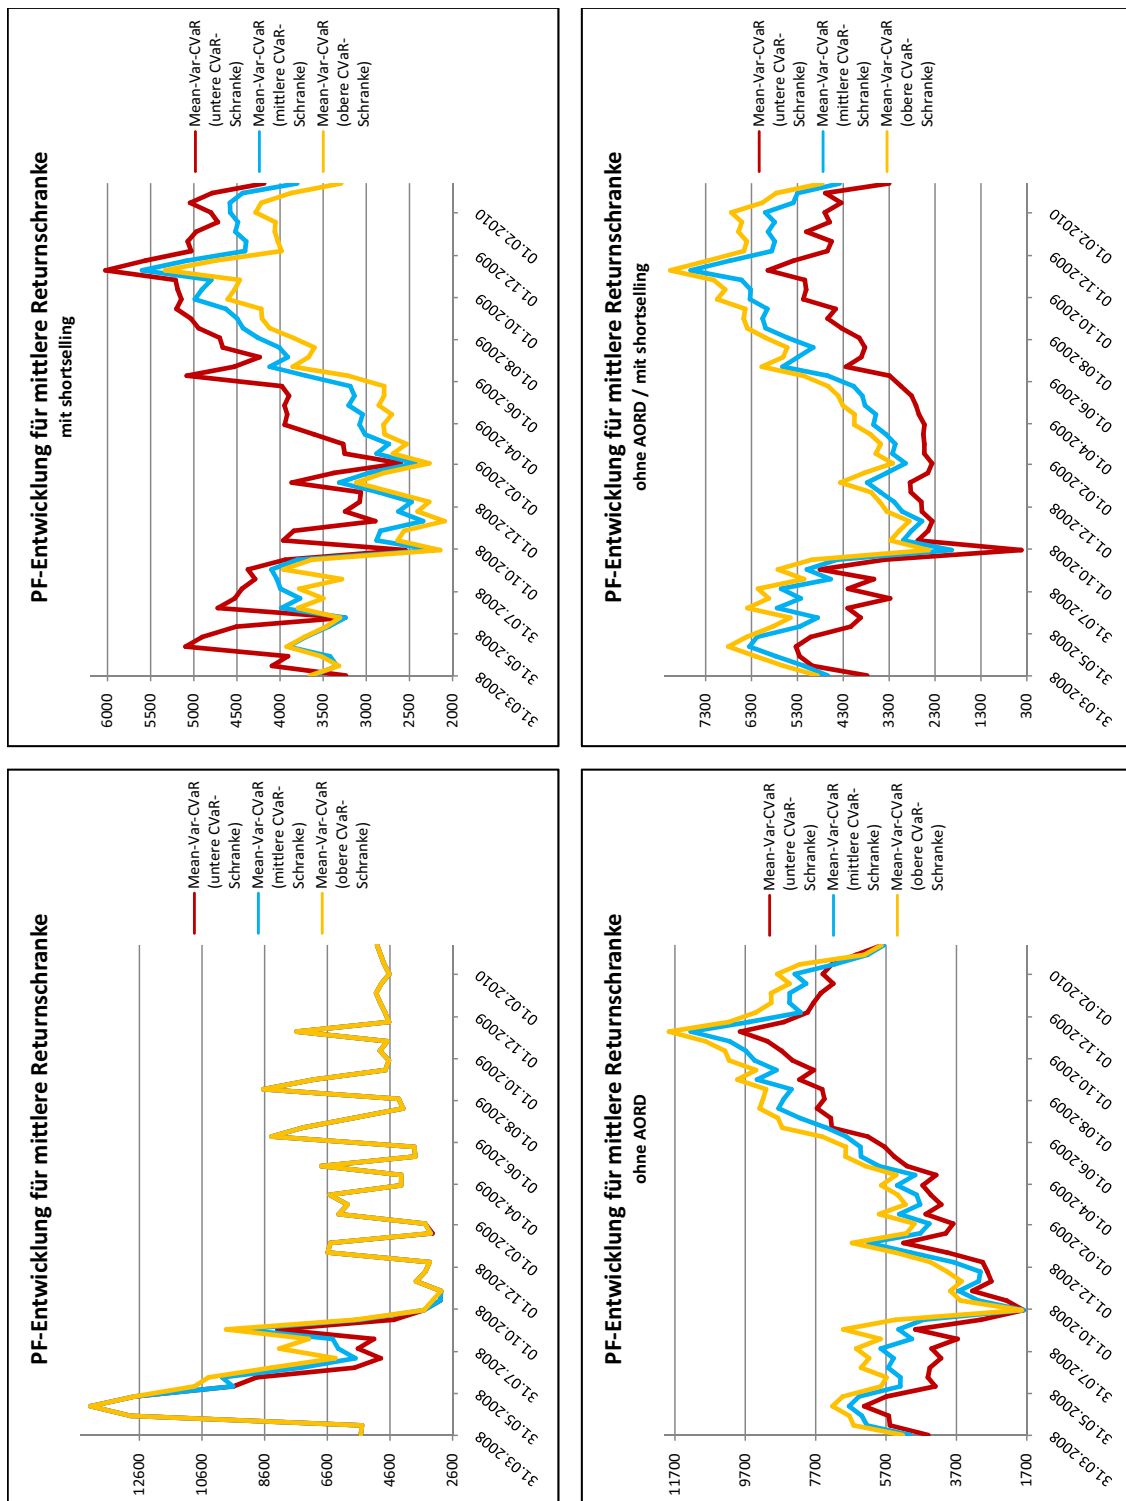 PF-Entwicklung für mittlere Returnschranke
12600
10600
8600
6600
4600
2600
31.03.2008
31.05.2008
31.07.2008
01.10.2008
01.12.2008
01.02.2009
01.04.2009
01.06.2009
01.08.2009
01.10.2009
01.12.2009
01.02.2010
Mean-Var-CVaR
(untere CVaR-
Schranke)
Mean-Var-CVaR
(mittlere CVaR-
Schranke)
Mean-Var-CVaR
(obere CVaR-
Schranke)
PF-Entwicklung für mittlere Returnschranke
mit shortselling
6000
5500
5000
4500
4000
3500
3000
2500
2000
31.03.2008
31.05.2008
31.07.2008
01.10.2008
01.12.2008
01.02.2009
01.04.2009
01.06.2009
01.08.2009
01.10.2009
01.12.2009
01.02.2010
Mean-Var-CVaR
(untere CVaR-
Schranke)
Mean-Var-CVaR
(mittlere CVaR-
Schranke)
Mean-Var-CVaR
(obere CVaR-
Schranke)
PF-Entwicklung für mittlere Returnschranke
ohne AORD
11700
9700
7700
5700
3700
1700
31.03.2008
31.05.2008
31.07.2008
01.10.2008
01.12.2008
01.02.2009
01.04.2009
01.06.2009
01.08.2009
01.10.2009
01.12.2009
01.02.2010
Mean-Var-CVaR
(untere CVaR-
Schranke)
Mean-Var-CVaR
(mittlere CVaR-
Schranke)
Mean-Var-CVaR
(obere CVaR-
Schranke)
PF-Entwicklung für mittlere Returnschranke
ohne AORD / mit shortselling
7300
6300
5300
4300
3300
2300
1300
300
31.03.2008
31.05.2008
31.07.2008
01.10.2008
01.12.2008
01.02.2009
01.04.2009
01.06.2009
01.08.2009
01.10.2009
01.12.2009
01.02.2010
Mean-Var-CVaR
(untere CVaR-
Schranke)
Mean-Var-CVaR
(mittlere CVaR-
Schranke)
Mean-Var-CVaR
(obere CVaR-
Schranke)